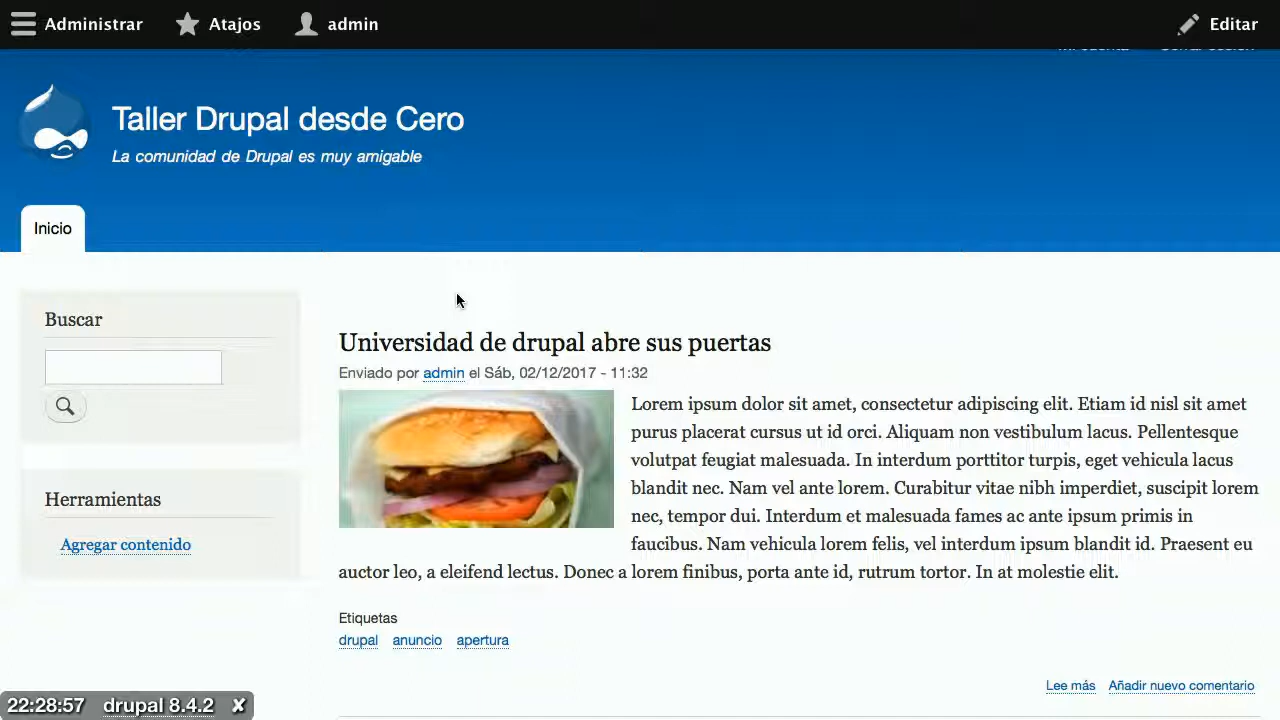 Administrar
Atajos
admin
Editar
Taller Drupal desde Cero
La comunidad de Drupal es muy amigable
Inicio
Buscar
Herramientas
Agregar contenido
Universidad de drupal abre sus puertas
Enviado por admin el Sáb, 02/12/2017 - 11:32
Lorem ipsum dolor sit amet, consectetur adipiscing elit. Etiam id nisl sit amet
purus placerat cursus ut id orci. Aliquam non vestibulum lacus. Pellentesque
volutpat feugiat malesuada. In interdum porttitor turpis, eget vehicula lacus
blandit nec. Nam vel ante lorem. Curabitur vitae nibh imperdiet, suscipit lorem
nec, tempor dui. Interdum et malesuada fames ac ante ipsum primis in
faucibus. Nam vehicula lorem felis, vel interdum ipsum blandit id. Praesent eu
auctor leo, a eleifend lectus. Donec a lorem finibus, porta ante id, rutrum tortor. In at molestie elit.
Etiquetas
drupal anuncio apertura
Lee más Añadir nuevo comentario
22:28:57 drupal 8.4.2 ✘